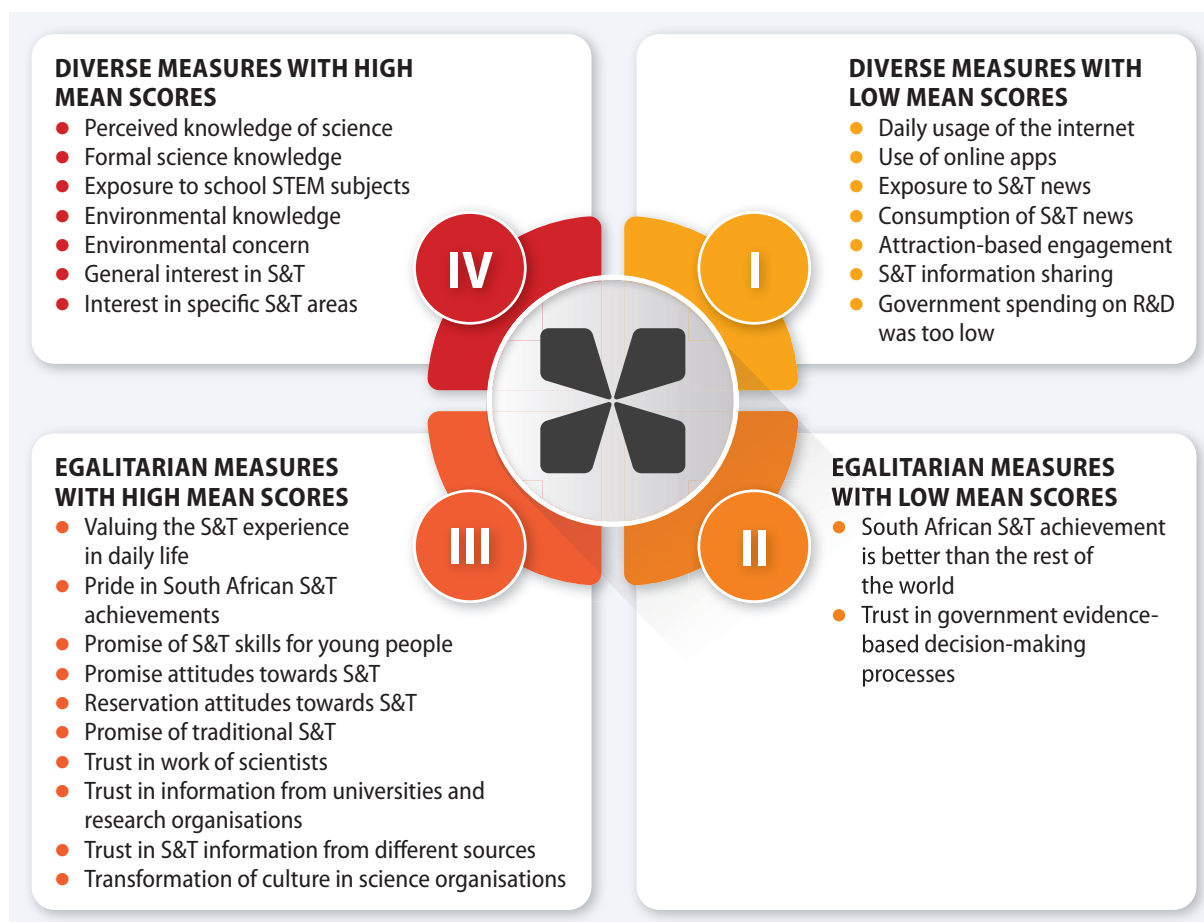 DIVERSE MEASURES WITH HIGH
MEAN SCORES
Perceived knowledge of science
Formal science knowledge
Exposure to school STEM subjects
Environmental knowledge
Environmental concern
General interest in S&T
Interest in specific S&T areas
IV
DIVERSE MEASURES WITH
LOW MEAN SCORES
Daily usage of the internet
Use of online apps
Exposure to S&T news
Consumption of S&T news
Attraction-based engagement
S&T information sharing
Government spending on R&D
was too low
I
EGALITARIAN MEASURES
WITH HIGH MEAN SCORES
Valuing the S&T experience
in daily life
Pride in South African S&T
achievements
Promise of S&T skills for young people
Promise attitudes towards S&T
Reservation attitudes towards S&T
Promise of traditional S&T
Trust in work of scientists
Trust in information from universities and
research organisations
Trust in S&T information from different sources
Transformation of culture in science organisations
III
EGALITARIAN MEASURES
WITH LOW MEAN SCORES
South African S&T achievement
is better than the rest of
the world
Trust in government evidence-
based decision-making
processes
II